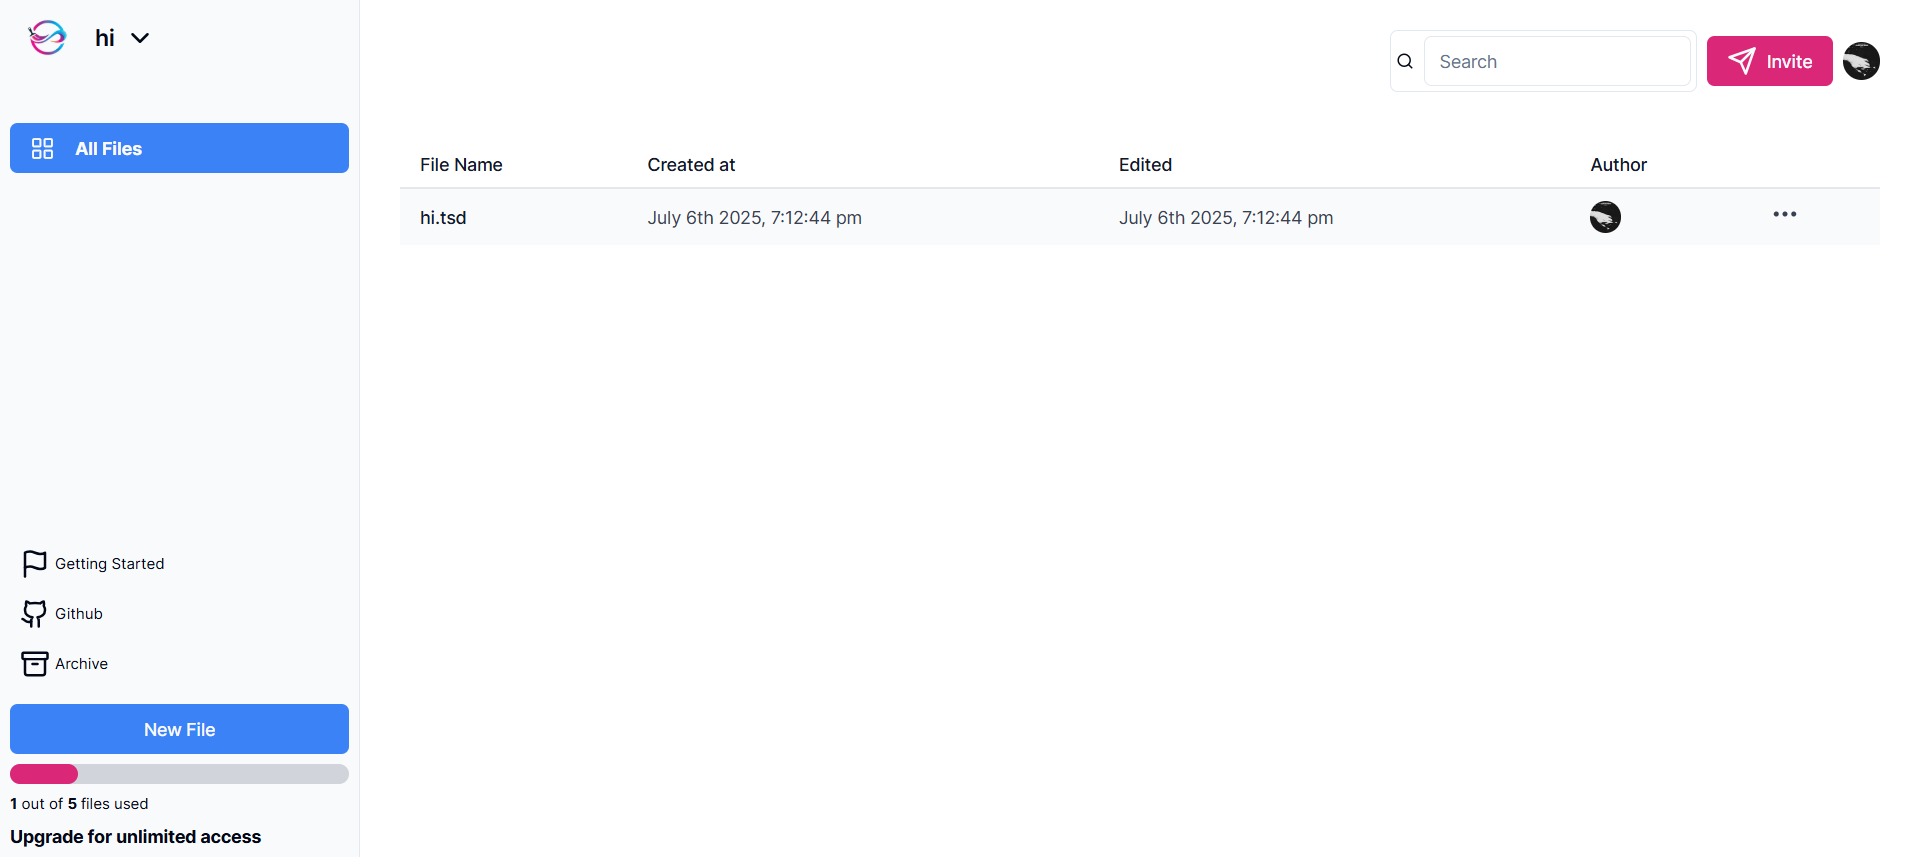 hi
Search
Invite
All Files
File Name Created at Edited Author
hi.tsd July 6th 2025, 7:12:44 pm July 6th 2025, 7:12:44 pm
Getting Started
Github
Archive
New File
1 out of 5 files used
Upgrade for unlimited access